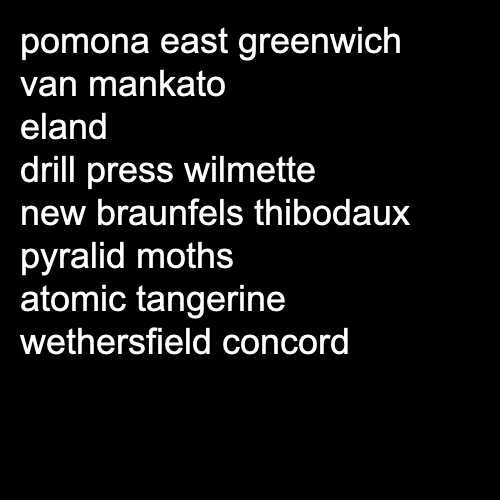 pomona east greenwich
van mankato
eland
drill press wilmette
new braunfels thibodaux
pyralid moths
atomic tangerine
wethersfield concord